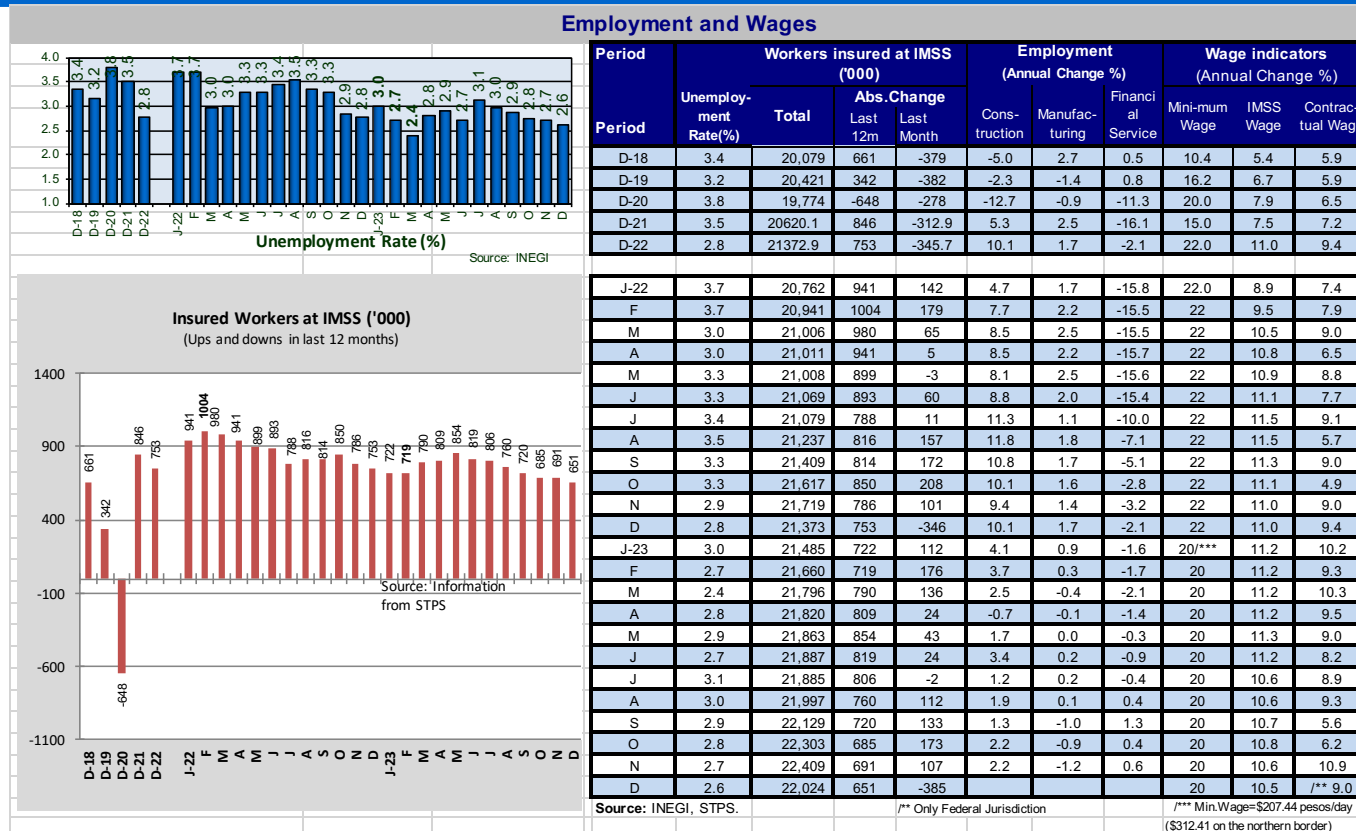 Employment and Wages
4.0
3.5
3.0
2.5
2.0
1.5
1.0
3.4 3.2 3.8 3.5 2.8 3.7 3.7 3.0 3.0 3.3 3.3 3.4 3.5 3.3 3.3 2.9 2.8 3.0 2.7 2.4 2.8 2.9 2.7 3.1 3.0 2.9 2.8 2.7 2.6
D-18 D-19 D-20 D-21 D-22 J-22 F M A M J J A S O N D J-23 F M A M J J A S O N D
Unemployment Rate (%)
Source: INEGI
Insured Workers at IMSS ('000)
(Ups and downs in last 12 months)
1400
900
400
-100
-600
-1100
661 342 -648 846 753 941 1004 980 941 899 893 788 816 814 850 786 753 722 719 790 809 854 819 806 760 720 685 691 651
Source: Information
from STPS
D-18 D-19 D-20 D-21 D-22 J-22 F M A M J J A S O N D J-23 F M A M J J A S O N D
Period Workers insured at IMSS Employment Wage indicators
('000) (Annual Change %) (Annual Change %)
Unemploy- Abs.Change Financi Mini-mum IMSS Contrac-
Period ment Total Last Last Cons- Manufac- al Wage Wage tual Wag
Rate(%) 12m Month truction turing Service
D-18 3.4 20,079 661 -379 -5.0 2.7 0.5 10.4 5.4 5.9
D-19 3.2 20,421 342 -382 -2.3 -1.4 0.8 16.2 6.7 5.9
D-20 3.8 19,774 -648 -278 -12.7 -0.9 -11.3 20.0 7.9 6.5
D-21 3.5 20620.1 846 -312.9 5.3 2.5 -16.1 15.0 7.5 7.2
D-22 2.8 21372.9 753 -345.7 10.1 1.7 -2.1 22.0 11.0 9.4
J-22 3.7 20,762 941 142 4.7 1.7 -15.8 22.0 8.9 7.4
F 3.7 20,941 1004 179 7.7 2.2 -15.5 22 9.5 7.9
M 3.0 21,006 980 65 8.5 2.5 -15.5 22 10.5 9.0
A 3.0 21,011 941 5 8.5 2.2 -15.7 22 10.8 6.5
M 3.3 21,008 899 -3 8.1 2.5 -15.6 22 10.9 8.8
J 3.3 21,069 893 60 8.8 2.0 -15.4 22 11.1 7.7
J 3.4 21,079 788 11 11.3 1.1 -10.0 22 11.5 9.1
A 3.5 21,237 816 157 11.8 1.8 -7.1 22 11.5 5.7
S 3.3 21,409 814 172 10.8 1.7 -5.1 22 11.3 9.0
O 3.3 21,617 850 208 10.1 1.6 -2.8 22 11.1 4.9
N 2.9 21,719 786 101 9.4 1.4 -3.2 22 11.0 9.0
D 2.8 21,373 753 -346 10.1 1.7 -2.1 22 11.0 9.4
J-23 3.0 21,485 722 112 4.1 0.9 -1.6 20/*** 11.2 10.2
F 2.7 21,660 719 176 3.7 0.3 -1.7 20 11.2 9.3
M 2.4 21,796 790 136 2.5 -0.4 -2.1 20 11.2 10.3
A 2.8 21,820 809 24 -0.7 -0.1 -1.4 20 11.2 9.5
M 2.9 21,863 854 43 1.7 0.0 -0.3 20 11.3 9.0
J 2.7 21,887 819 24 3.4 0.2 -0.9 20 11.2 8.2
J 3.1 21,885 806 -2 1.2 0.2 -0.4 20 10.6 8.9
A 3.0 21,997 760 112 1.9 0.1 0.4 20 10.6 9.3
S 2.9 22,129 720 133 1.3 -1.0 1.3 20 10.7 5.6
O 2.8 22,303 685 173 2.2 -0.9 0.4 20 10.8 6.2
N 2.7 22,409 691 107 2.2 -1.2 0.6 20 10.6 10.9
D 2.6 22,024 651 -385 20 10.5 /** 9.0
Source: INEGI, STPS. /** Only Federal Jurisdiction /*** Min.Wage=$207.44 pesos/day
($312.41 on the northern border)